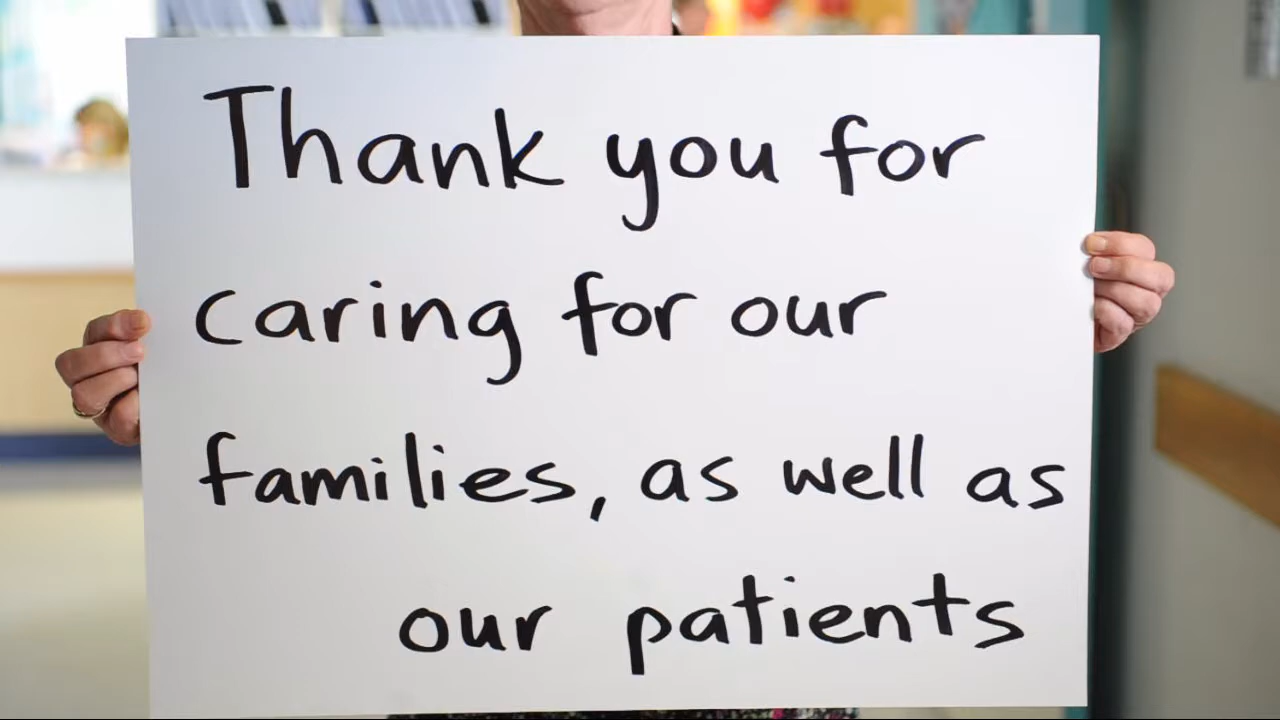 Thank you for
caring for our
families, as well as
our patients